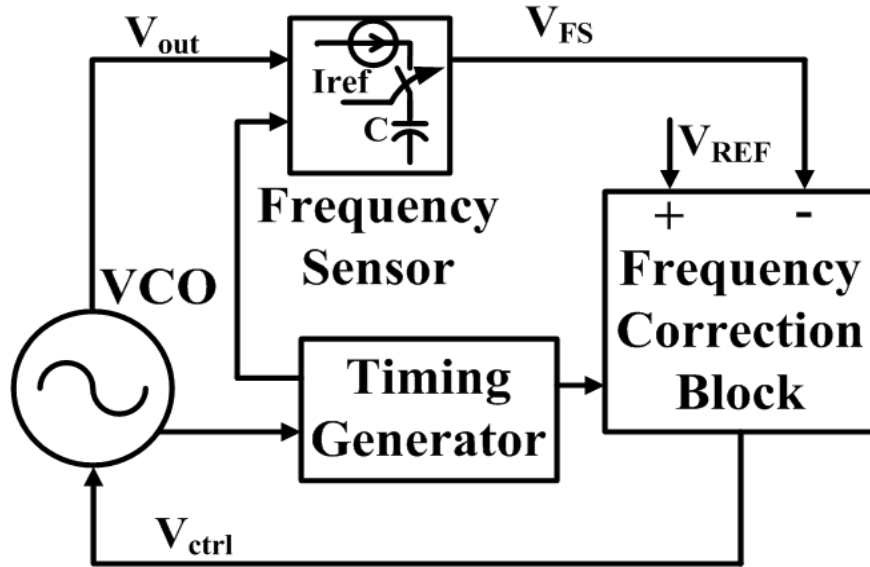 Vout
VFS
Iref
C
VREF
Frequency
Sensor
+ -
Frequency
Correction
Block
VCO
Timing
Generator
Vctrl